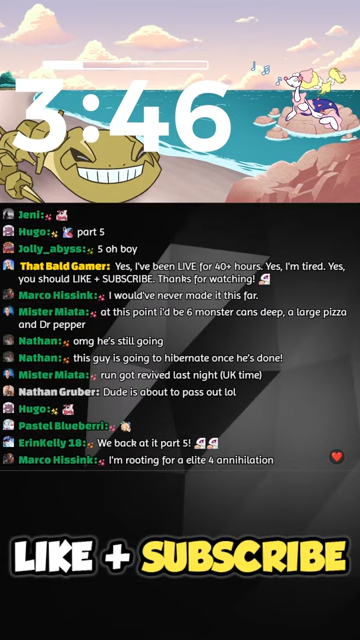 3:46
Jeni:
Hugo: part 5
Jolly_abyss: 5 oh boy
That Bald Gamer: Yes, I've been LIVE for 40+ hours. Yes, I'm tired. Yes,
you should LIKE + SUBSCRIBE. Thanks for watching!
Marco Hissink: I would've never made it this far.
Mister Miata: at this point i'd be 6 monster cans deep, a large pizza
and Dr pepper
Nathan: omg he's still going
Nathan: this guy is going to hibernate once he's done!
Mister Miata: run got revived last night (UK time)
Nathan Gruber: Dude is about to pass out lol
Hugo:
Pastel Blueberri:
ErinKelly 18: We back at it part 5!
Marco Hissink: I'm rooting for a elite 4 annihilation
LIKE + SUBSCRIBE